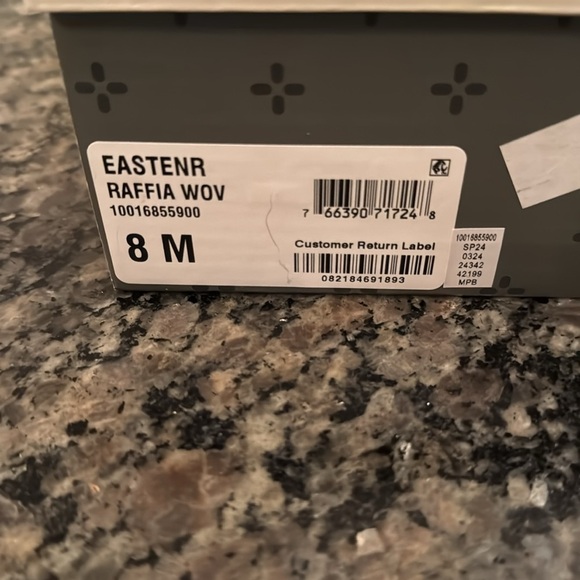 EASTENR
RAFFIA WOV
10016855900
8 M
7 66390 71724 8
Customer Return Label
082184691893
10016855900
SP24
0324
24342
42199
MPB